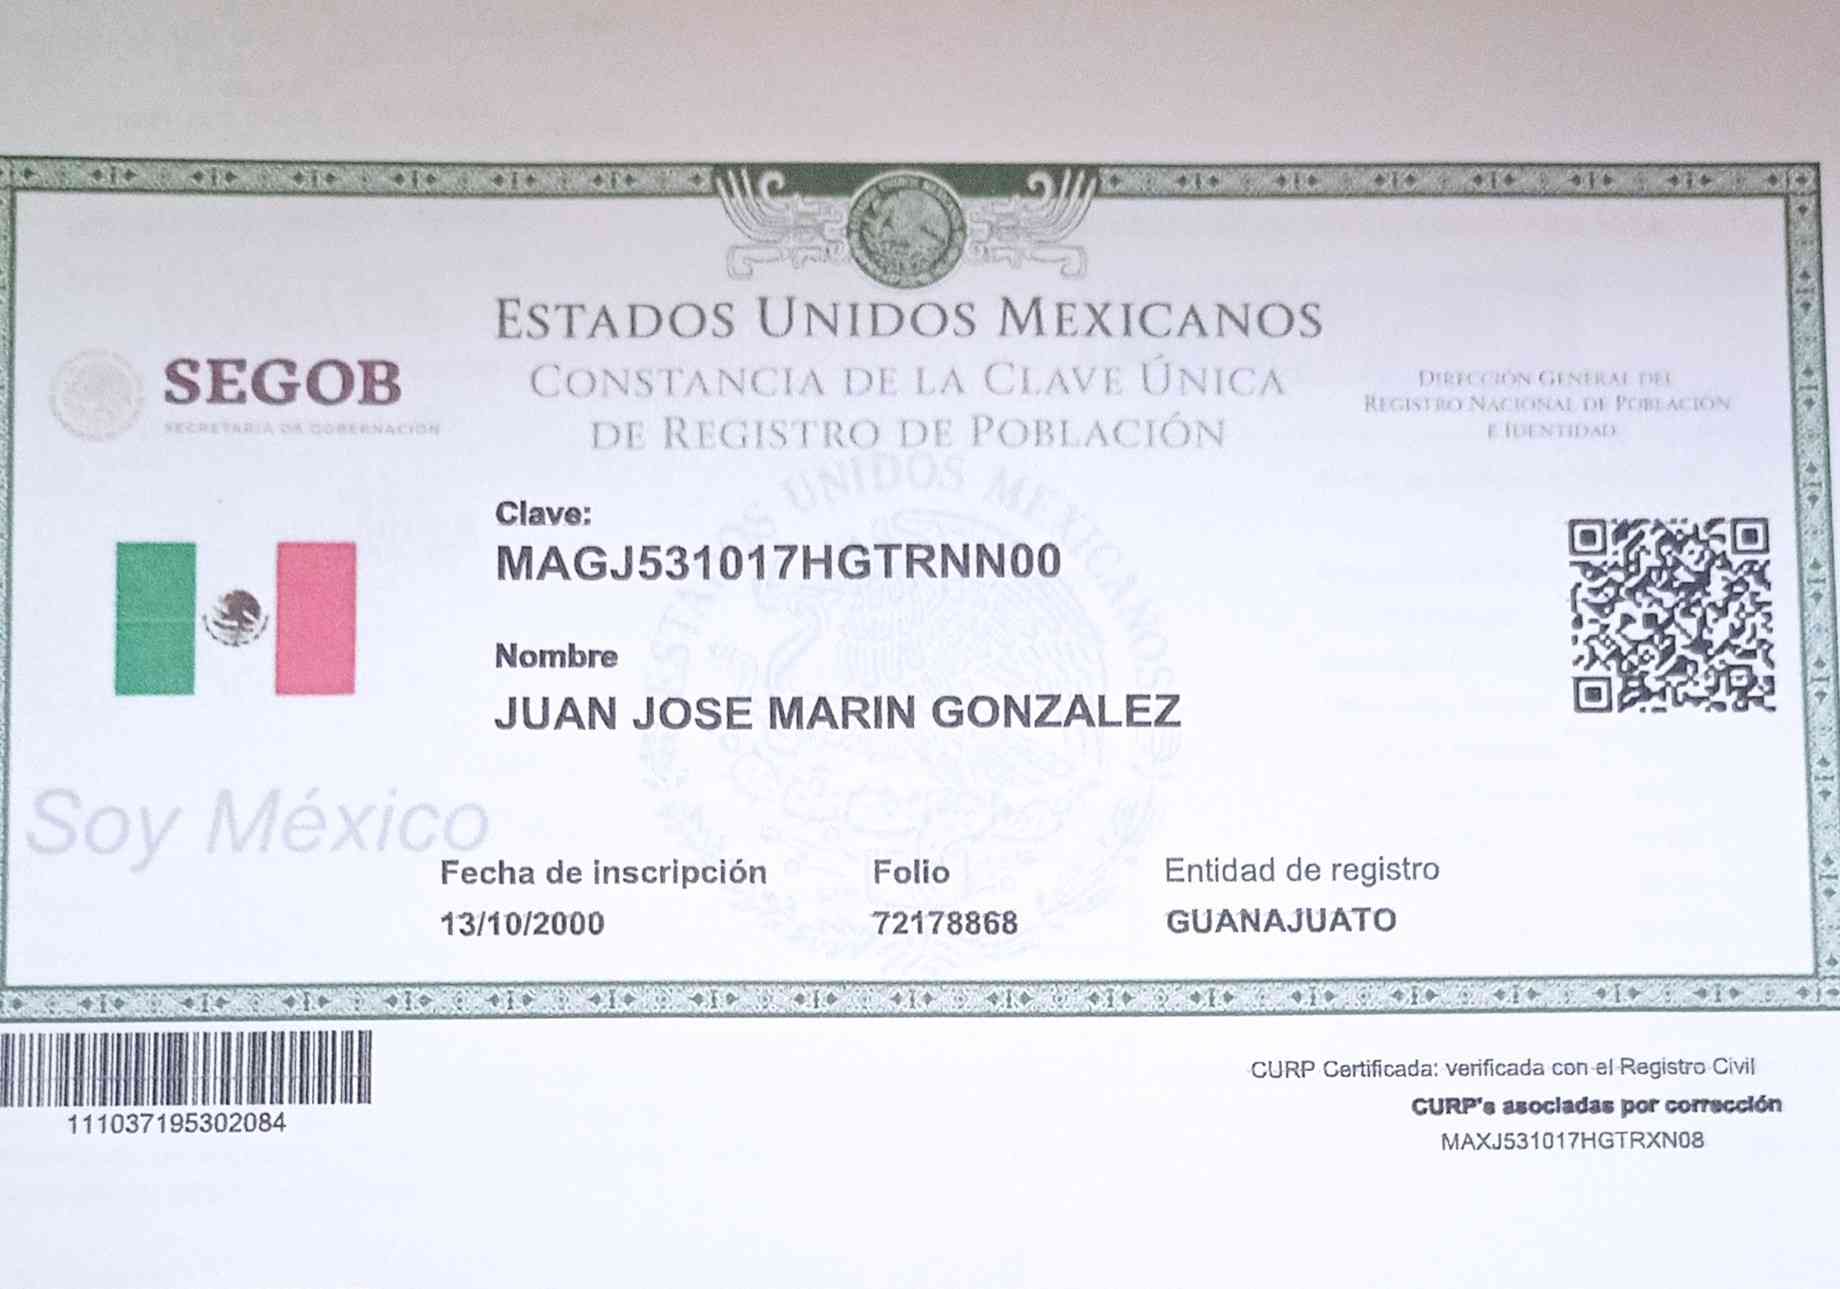 ESTADOS UNIDOS MEXICANOS
CONSTANCIA DE LA CLAVE ÚNICA
DE REGISTRO DE POBLACIÓN
SEGOB
SECRETARÍA DE GOBERNACIÓN
DIRECCIÓN GENERAL DEL
REGISTRO NACIONAL DE POBLACIÓN
E IDENTIDAD
ESTADOS UNIDOS MEXICANOS
Clave:
MAGJ531017HGTRNN00
Nombre
JUAN JOSE MARIN GONZALEZ
Soy México
Fecha de inscripción
13/10/2000
Folio
72178868
Entidad de registro
GUANAJUATO
111037195302084
CURP Certificada: verificada con el Registro Civil
CURP's asociadas por corrección
MAXJ531017HGTRXN08